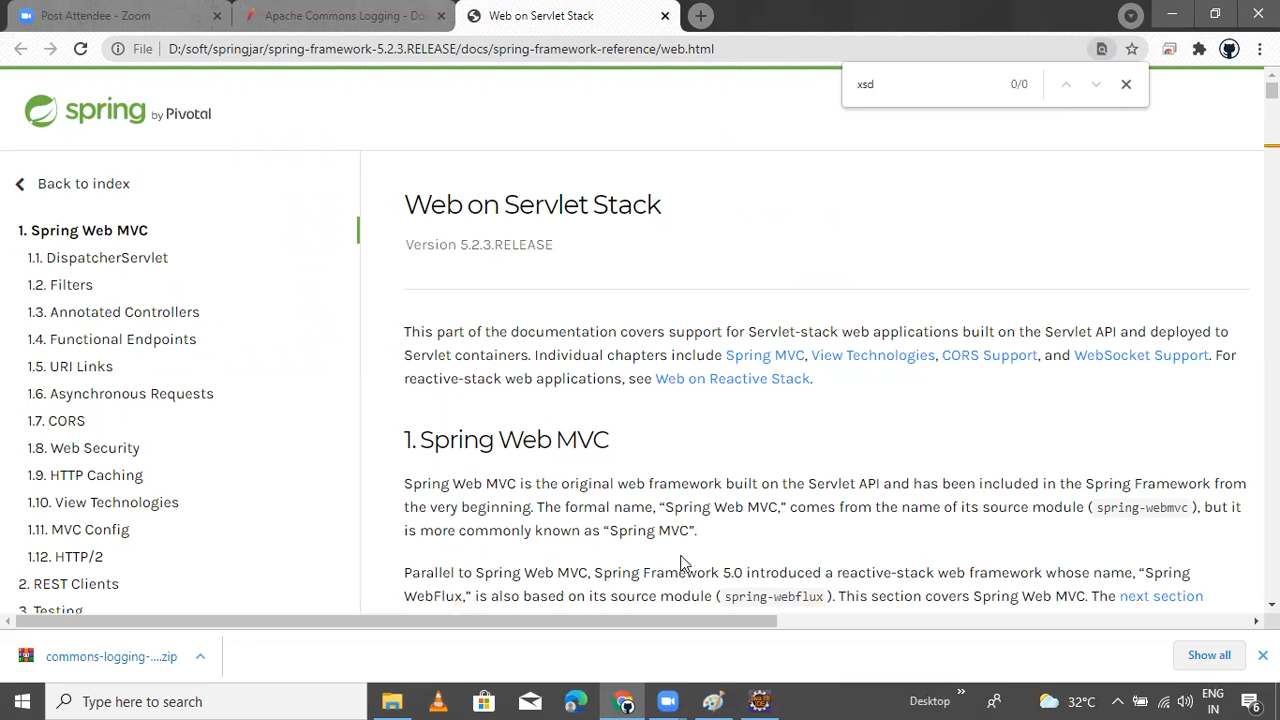 Post Attendee - Zoom
Apache Commons Logging - Do
Web on Servlet Stack
File
D:/soft/springjar/spring-framework-5.2.3.RELEASE/docs/spring-framework-reference/web.html
xsd
0/0
spring by Pivotal
Back to index
1. Spring Web MVC
1.1. DispatcherServlet
1.2. Filters
1.3. Annotated Controllers
1.4. Functional Endpoints
1.5. URI Links
1.6. Asynchronous Requests
1.7. CORS
1.8. Web Security
1.9. HTTP Caching
1.10. View Technologies
1.11. MVC Config
1.12. HTTP/2
2. REST Clients
3. Testing
Web on Servlet Stack
Version 5.2.3.RELEASE
This part of the documentation covers support for Servlet-stack web applications built on the Servlet API and deployed to
Servlet containers. Individual chapters include Spring MVC, View Technologies, CORS Support, and WebSocket Support. For
reactive-stack web applications, see Web on Reactive Stack.
1. Spring Web MVC
Spring Web MVC is the original web framework built on the Servlet API and has been included in the Spring Framework from
the very beginning. The formal name, “Spring Web MVC,” comes from the name of its source module ( spring-webmvc ), but it
is more commonly known as “Spring MVC”.
Parallel to Spring Web MVC, Spring Framework 5.0 introduced a reactive-stack web framework whose name, “Spring
WebFlux,” is also based on its source module ( spring-webflux ). This section covers Spring Web MVC. The next section
commons-logging-....zip
Show all
Type here to search
Desktop
32°C
ENG
IN
6